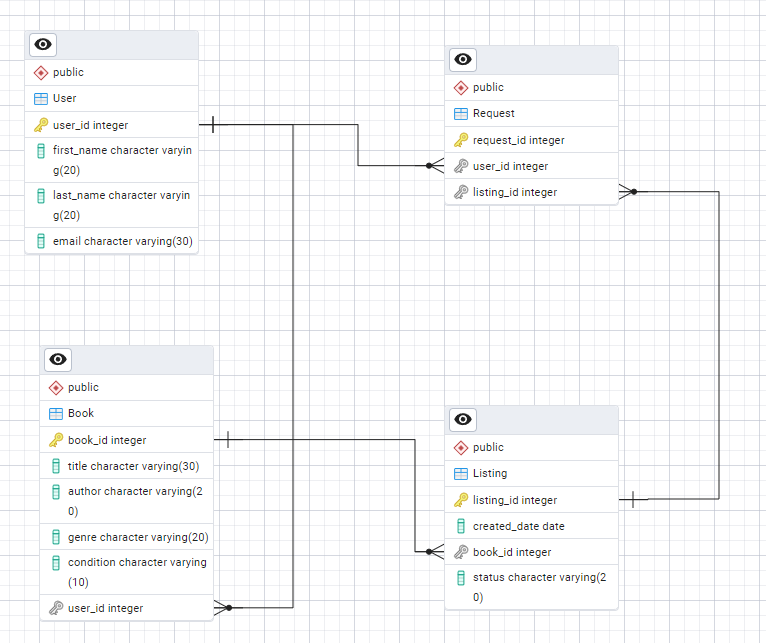 public
User
user_id integer
first_name character varyin
g(20)
last_name character varyin
g(20)
email character varying(30)
public
Request
request_id integer
user_id integer
listing_id integer
public
Book
book_id integer
title character varying(30)
author character varying(2
0)
genre character varying(20)
condition character varying
(10)
user_id integer
public
Listing
listing_id integer
created_date date
book_id integer
status character varying(2
0)